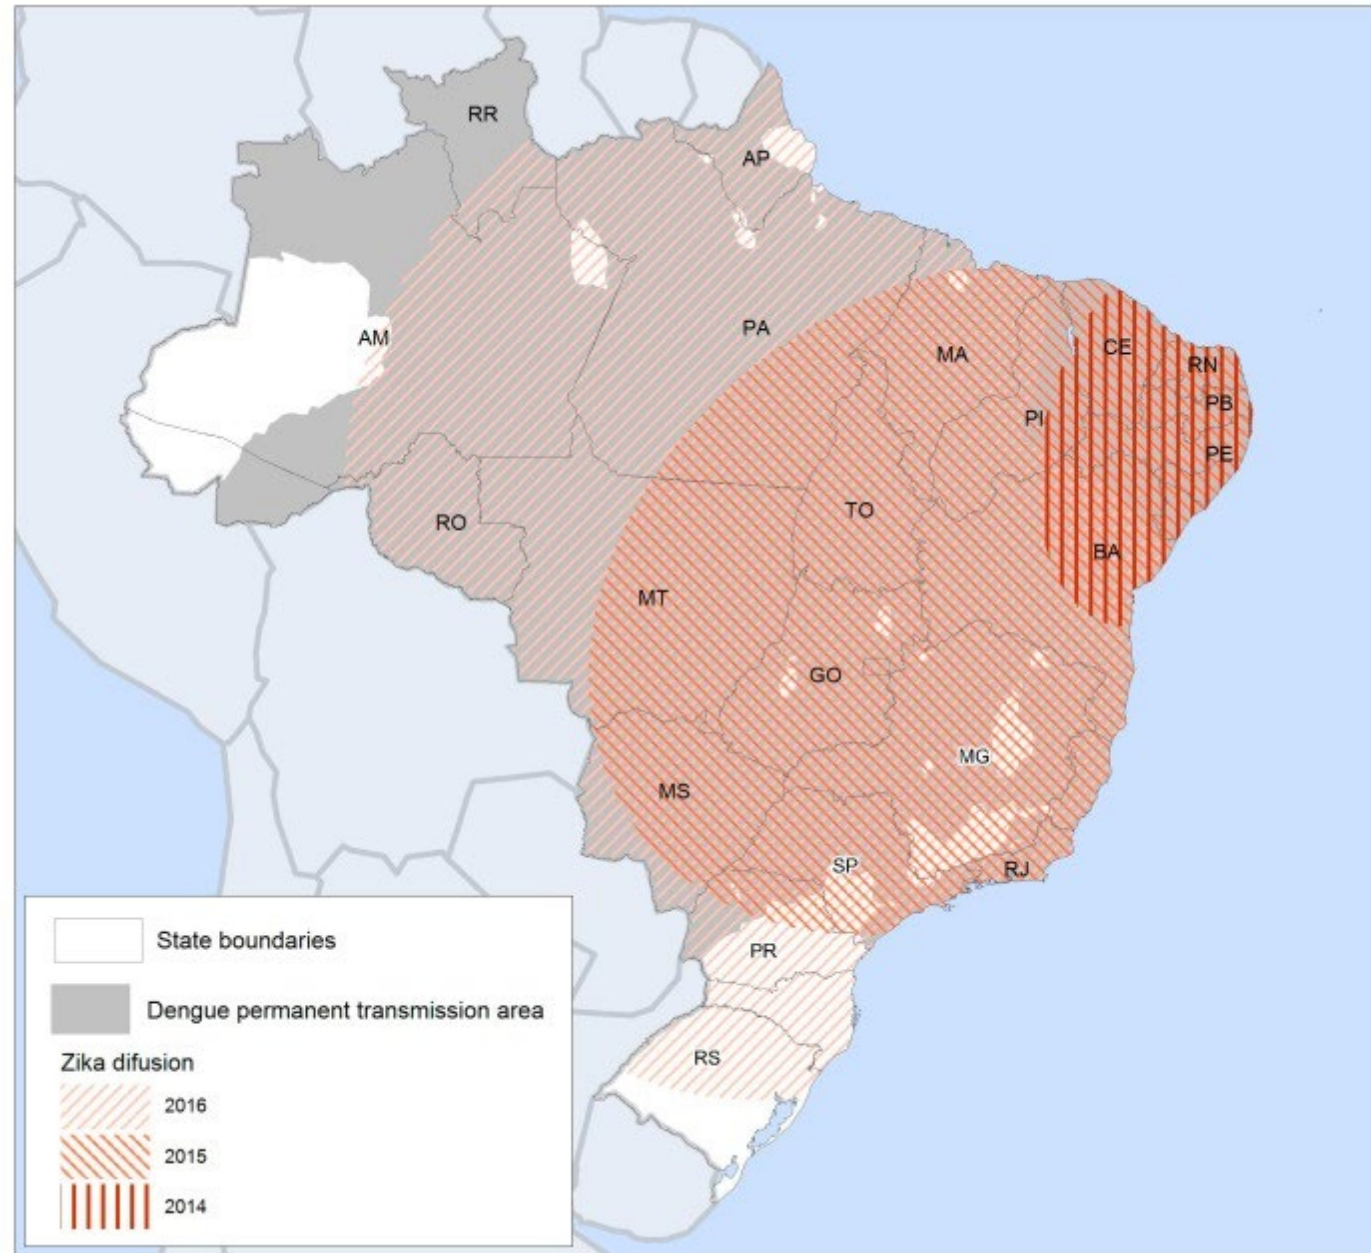 RR
AP
AM
PA
MA
CE
RN
PB
PI
PE
RO
TO
BA
MT
GO
MG
MS
SP
RJ
PR
RS
State boundaries
Dengue permanent transmission area
Zika difusion
2016
2015
2014